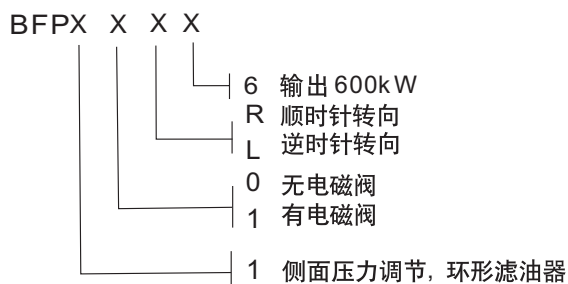 BFPX X X X
6 输出600kW
R 顺时针转向
L 逆时针转向
0 无电磁阀
1 有电磁阀
1 侧面压力调节, 环形滤油器